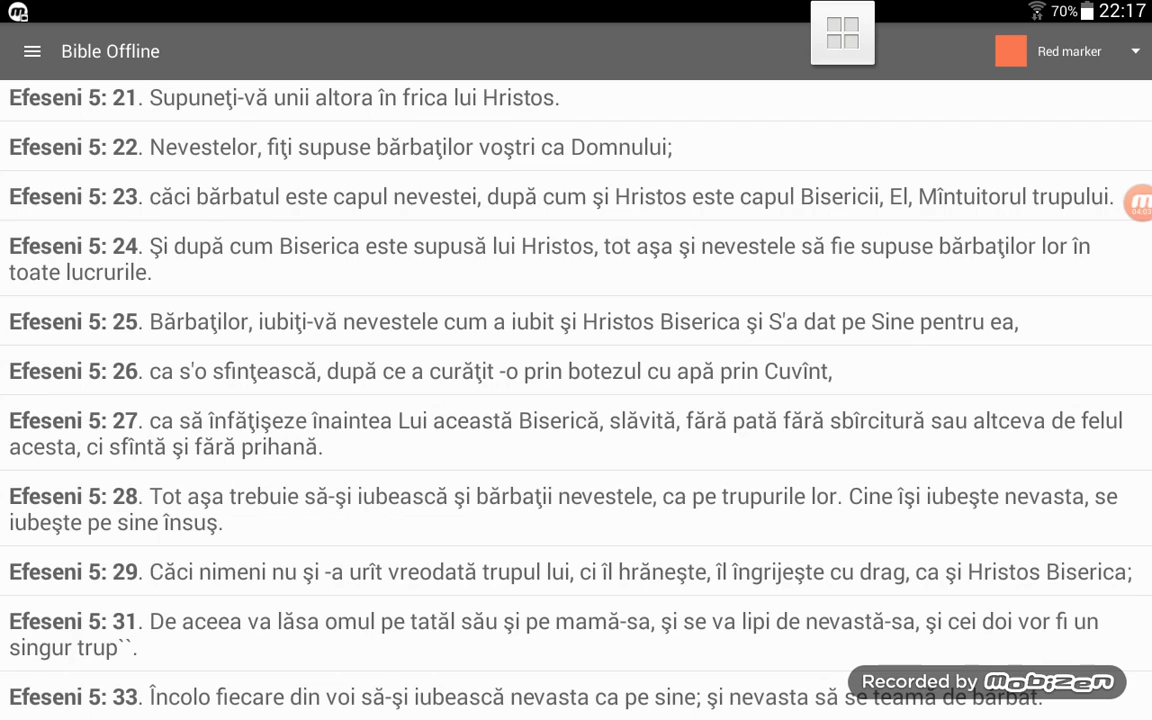 70% 22:17
Bible Offline
Red marker
Efeseni 5: 21. Supuneţi-vă unii altora în frica lui Hristos.
Efeseni 5: 22. Nevestelor, fiţi supuse bărbaţilor voştri ca Domnului;
Efeseni 5: 23. căci bărbatul este capul nevestei, după cum şi Hristos este capul Bisericii, El, Mîntuitorul trupului.
04:03
Efeseni 5: 24. Şi după cum Biserica este supusă lui Hristos, tot aşa şi nevestele să fie supuse bărbaţilor lor în
toate lucrurile.
Efeseni 5: 25. Bărbaţilor, iubiţi-vă nevestele cum a iubit şi Hristos Biserica şi S'a dat pe Sine pentru ea,
Efeseni 5: 26. ca s'o sfinţească, după ce a curăţit -o prin botezul cu apă prin Cuvînt,
Efeseni 5: 27. ca să înfăţişeze înaintea Lui această Biserică, slăvită, fără pată fără sbîrcitură sau altceva de felul
acesta, ci sfîntă şi fără prihană.
Efeseni 5: 28. Tot aşa trebuie să-şi iubească şi bărbaţii nevestele, ca pe trupurile lor. Cine îşi iubeşte nevasta, se
iubeşte pe sine însuş.
Efeseni 5: 29. Căci nimeni nu şi -a urît vreodată trupul lui, ci îl hrăneşte, îl îngrijeşte cu drag, ca şi Hristos Biserica;
Efeseni 5: 31. De aceea va lăsa omul pe tatăl său şi pe mamă-sa, şi se va lipi de nevastă-sa, şi cei doi vor fi un
singur trup``.
Efeseni 5: 33. Încolo fiecare din voi să-şi iubească nevasta ca pe sine; şi nevasta să se teamă de bărbat.
Recorded by mobizen